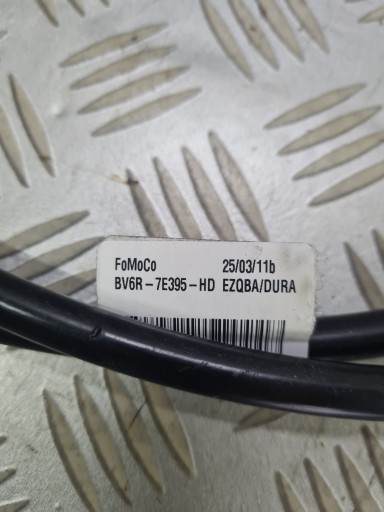 FoMoCo 25/03/11b
BV6R-7E395-HD EZQBA/DURA